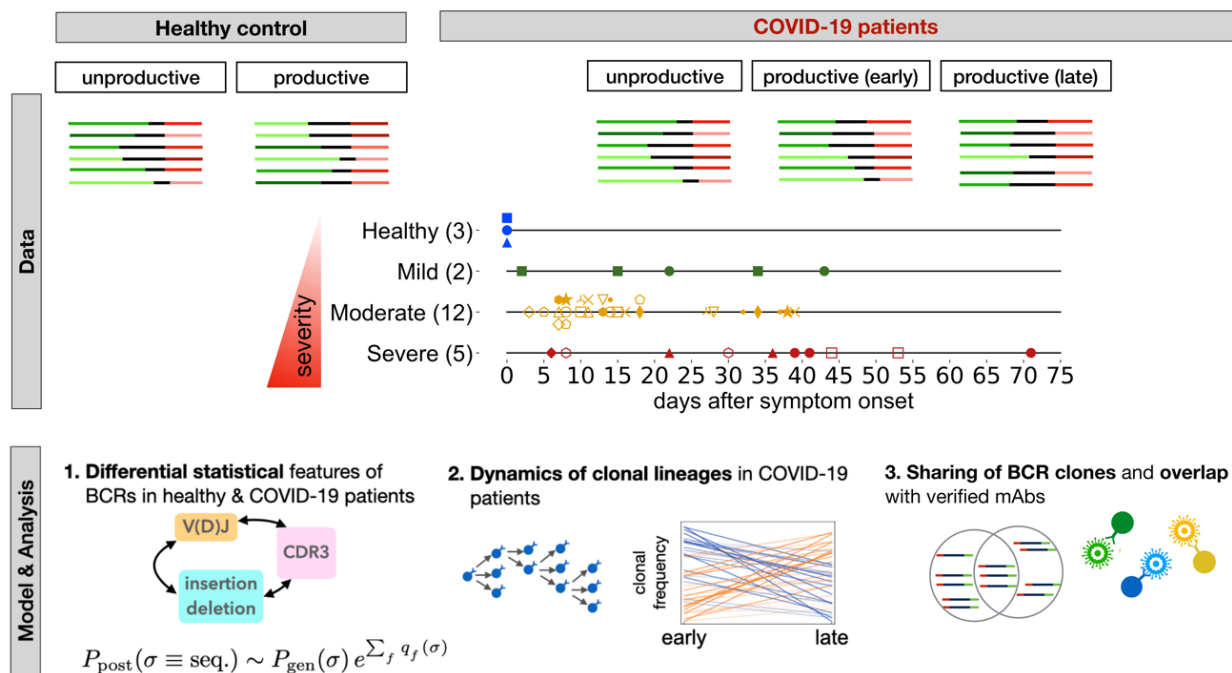 Healthy control
COVID-19 patients
unproductive
productive
unproductive
productive (early)
productive (late)
Data
severity
Healthy (3)
Mild (2)
Moderate (12)
Severe (5)
0 5 10 15 20 25 30 35 40 45 50 55 60 65 70 75
days after symptom onset
Model & Analysis
1. Differential statistical features of
BCRs in healthy & COVID-19 patients
V(D)J
CDR3
insertion
deletion
P_post(σ ≡ seq.) ∼ P_gen(σ) e^{∑_f q_f(σ)}
2. Dynamics of clonal lineages in COVID-19
patients
clonal
frequency
early
late
3. Sharing of BCR clones and overlap
with verified mAbs